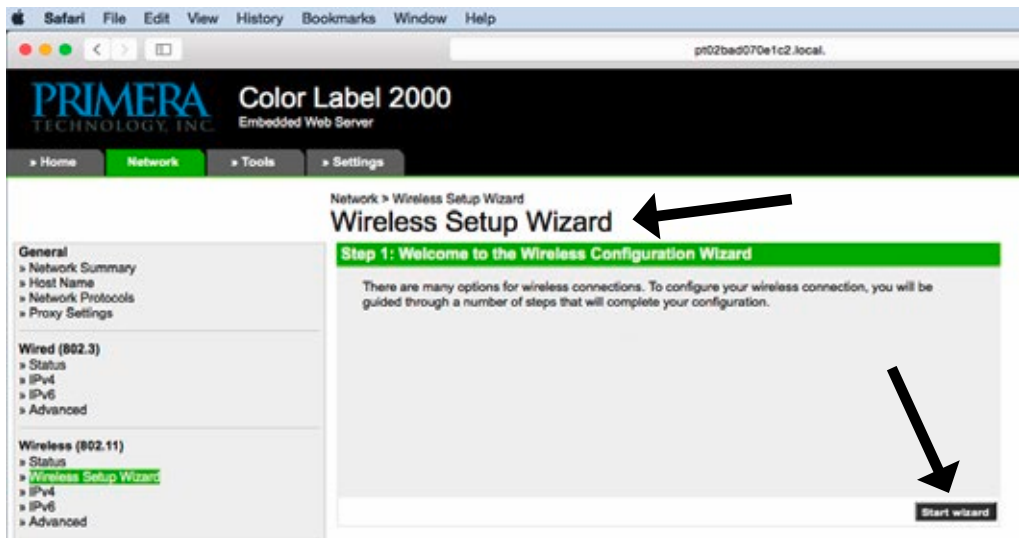 Safari File Edit View History Bookmarks Window Help
pt02bad070e1c2.local.
PRIMERA
TECHNOLOGY, INC.
Color Label 2000
Embedded Web Server
» Home Network » Tools » Settings
Network > Wireless Setup Wizard
Wireless Setup Wizard
General
» Network Summary
» Host Name
» Network Protocols
» Proxy Settings
Wired (802.3)
» Status
» IPv4
» IPv6
» Advanced
Wireless (802.11)
» Status
» Wireless Setup Wizard
» IPv4
» IPv6
» Advanced
Step 1: Welcome to the Wireless Configuration Wizard
There are many options for wireless connections. To configure your wireless connection, you will be
guided through a number of steps that will complete your configuration.
Start wizard